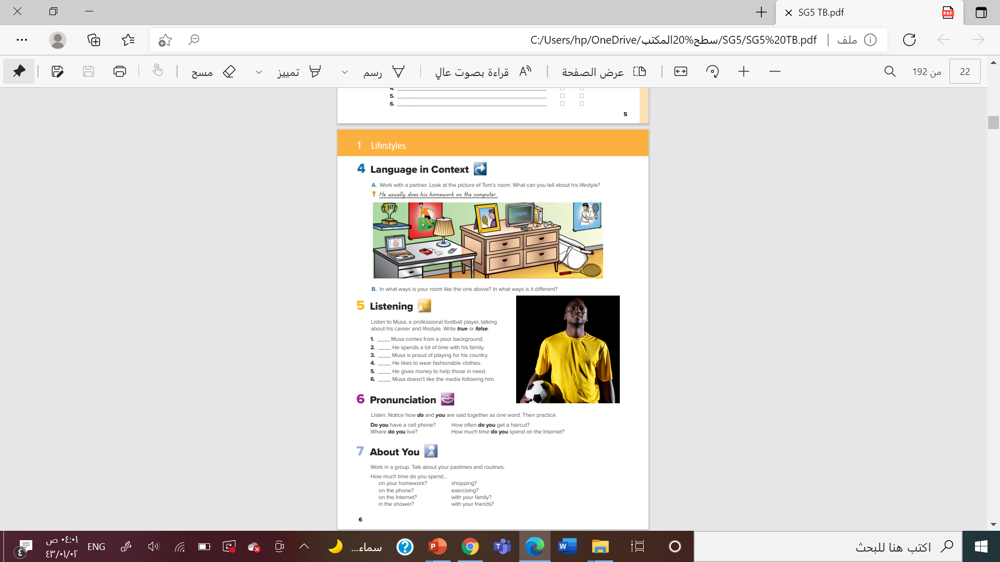 SG5 TB.pdf
C:/Users/hp/OneDrive/سطح%20المكتب/SG5/SG5%20TB.pdf
ملف
مسح
تمييز
رسم
قراءة بصوت عالٍ
عرض الصفحة
من 192
22
4.
5.
6.
5
1 Lifestyles
4 Language in Context
A. Work with a partner. Look at the picture of Tom's room. What can you tell about his lifestyle?
He usually does his homework on the computer.
1ST
PAUSE
B. In what ways is your room like the one above? In what ways is it different?
5 Listening
Listen to Musa, a professional football player, talking
about his career and lifestyle. Write true or false.
1. ____ Musa comes from a poor background.
2. ____ He spends a lot of time with his family.
3. ____ Musa is proud of playing for his country.
4. ____ He likes to wear fashionable clothes.
5. ____ He gives money to help those in need.
6. ____ Musa doesn't like the media following him.
6 Pronunciation
Listen. Notice how do and you are said together as one word. Then practice.
Do you have a cell phone? How often do you get a haircut?
Where do you live? How much time do you spend on the Internet?
7 About You
Work in a group. Talk about your pastimes and routines.
How much time do you spend...
on your homework? shopping?
on the phone? exercising?
on the Internet? with your family?
in the shower? with your friends?
6
٠٤:٠١ ص
٤٣/٠١/٠٢
٤
ENG
سماء...
اكتب هنا للبحث